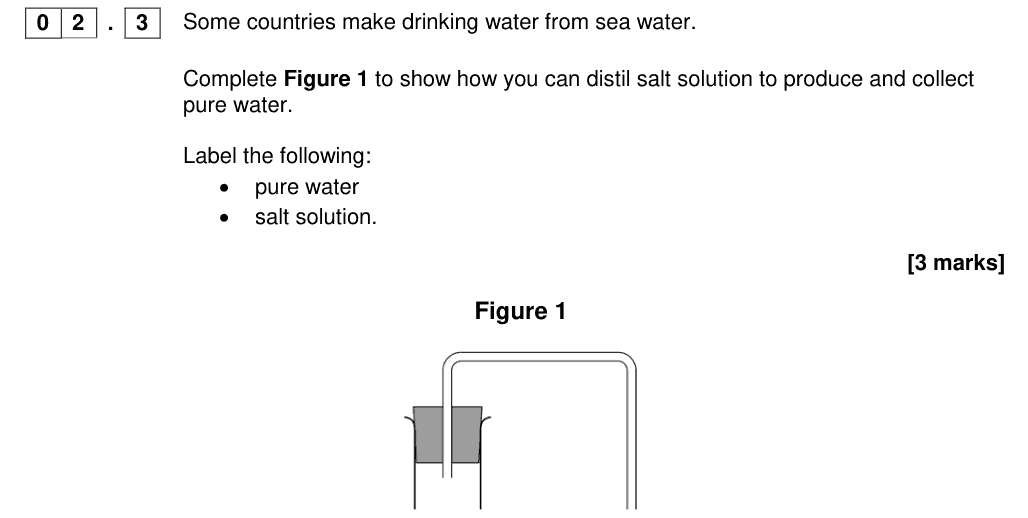 0 2 . 3 Some countries make drinking water from sea water.
Complete Figure 1 to show how you can distil salt solution to produce and collect
pure water.
Label the following:
• pure water
• salt solution.
[3 marks]
Figure 1